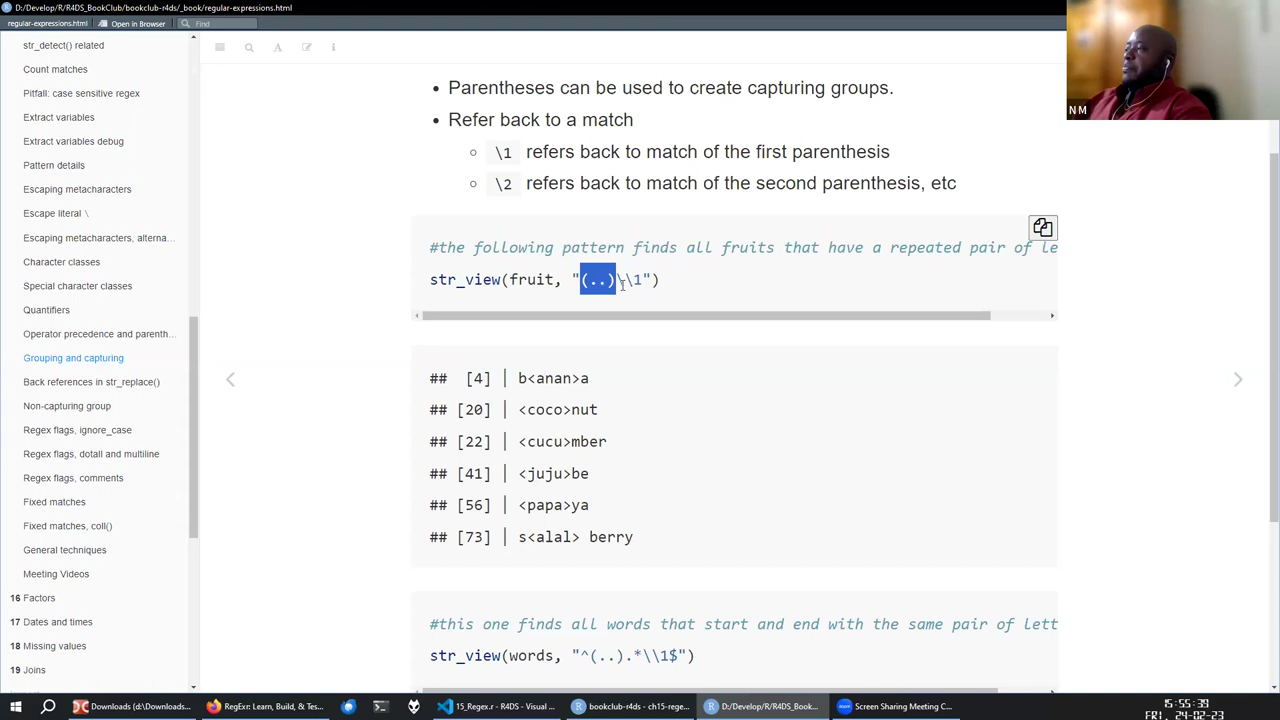 D:/Develop/R/R4DS_BookClub/bookclub-r4ds/_book/regular-expressions.html
regular-expressions.html
Open in Browser
Find
str_detect() related
Count matches
Pitfall: case sensitive regex
Extract variables
Extract variables debug
Pattern details
Escaping metacharacters
Escape literal \
Escaping metacharacters, alterna...
Character classes
Special character classes
Quantifiers
Operator precedence and parenth...
Grouping and capturing
Back references in str_replace()
Non-capturing group
Regex flags, ignore_case
Regex flags, dotall and multiline
Regex flags, comments
Fixed matches
Fixed matches, coll()
General techniques
Meeting Videos
16 Factors
17 Dates and times
18 Missing values
19 Joins
Parentheses can be used to create capturing groups.
Refer back to a match
\1 refers back to match of the first parenthesis
\2 refers back to match of the second parenthesis, etc
#the following pattern finds all fruits that have a repeated pair of le
str_view(fruit, "(..)\\1")
## [4] | b<anan>a
## [20] | <coco>nut
## [22] | <cucu>mber
## [41] | <juju>be
## [56] | <papa>ya
## [73] | s<alal> berry
#this one finds all words that start and end with the same pair of lett
str_view(words, "^(..).*\\1$")
NM
Downloads (d:\Downloads...
RegExr: Learn, Build, & Tes...
15_Regex.r - R4DS - Visual ...
bookclub-r4ds - ch15-rege...
D:/Develop/R/R4DS_Book...
Screen Sharing Meeting C...
15:55:39
FRI, 24-02-23